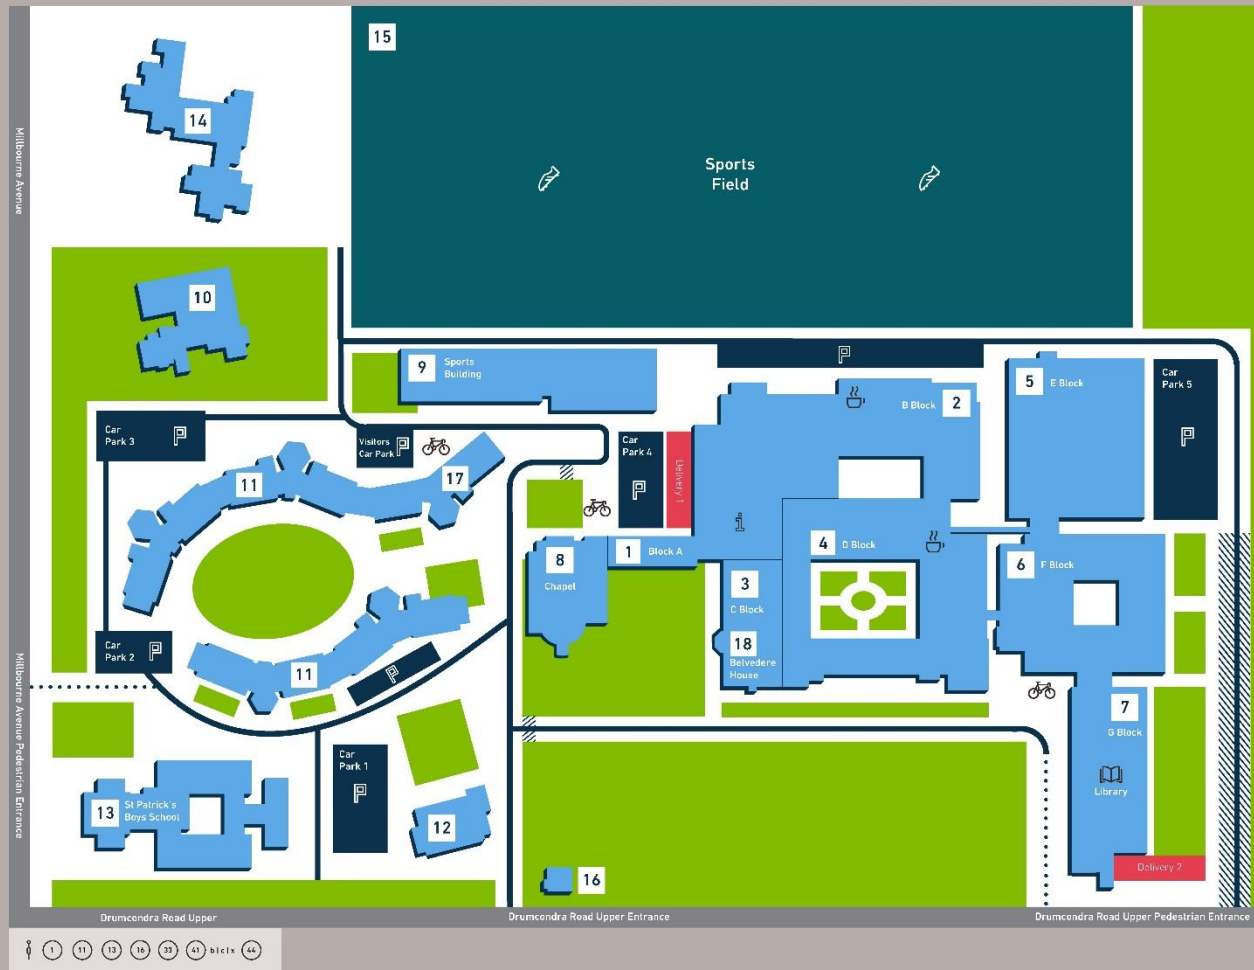 15
Sports
Field
14
Millbourne Avenue
10
9
Sports
Building
5
E Block
Car
Park 5
B Block
2
Car
Park 3
Visitors
Car Park
Car
Park 4
Delivery 1
17
11
1
Block A
4
D Block
8
Chapel
6
F Block
3
C Block
18
Belvedere
House
Car
Park 2
11
7
G Block
Library
Millbourne Avenue Pedestrian Entrance
Car
Park 1
13
St Patrick's
Boys School
12
16
Delivery 2
Drumcondra Road Upper
Drumcondra Road Upper Entrance
Drumcondra Road Upper Pedestrian Entrance
1 11 13 16 33 41 b|c|x 44